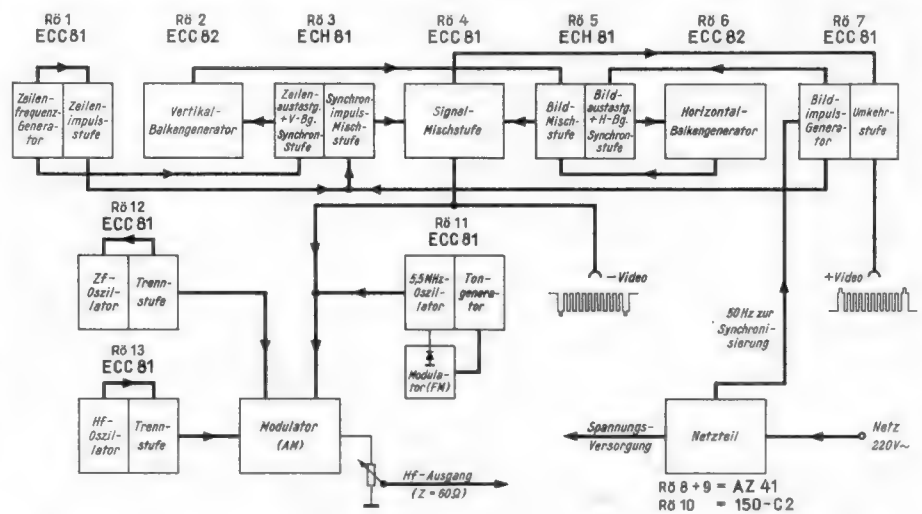 Rö 1
ECC 81
Rö 2
ECC 82
Rö 3
ECH 81
Rö 4
ECC 81
Rö 5
ECH 81
Rö 6
ECC 82
Rö 7
ECC 81
Zeilen-
frequenz-
Genera-
tor
Zeilen-
impuls-
stufe
Vertikal-
Balkengenerator
Zeilen-
austastg.
+V-Bg.
Synchron-
Stufe
Synchron-
impuls-
Misch-
stufe
Signal-
Mischstufe
Bild-
Misch-
stufe
Bild-
austastg.
+H-Bg.
Synchron-
stufe
Horizontal-
Balkengenerator
Bild-
impuls-
Genera-
tor
Umkehr-
stufe
Rö 12
ECC 81
Zf-
Oszil-
lator
Trenn-
stufe
Rö 11
ECC 81
5,5MHz-
Oszil-
lator
Ton-
generator
Modula-
tor (FM)
– Video
+ Video
50 Hz zur
Synchroni-
sierung
Rö 13
ECC 81
Hf-
Oszil-
lator
Trenn-
stufe
Modulator
(AM)
Hf-Ausgang
(Z = 60Ω)
Spannungs-
Versorgung
Netzteil
Netz
220V~
Rö 8 + 9 = AZ 41
Rö 10 = 150-C2